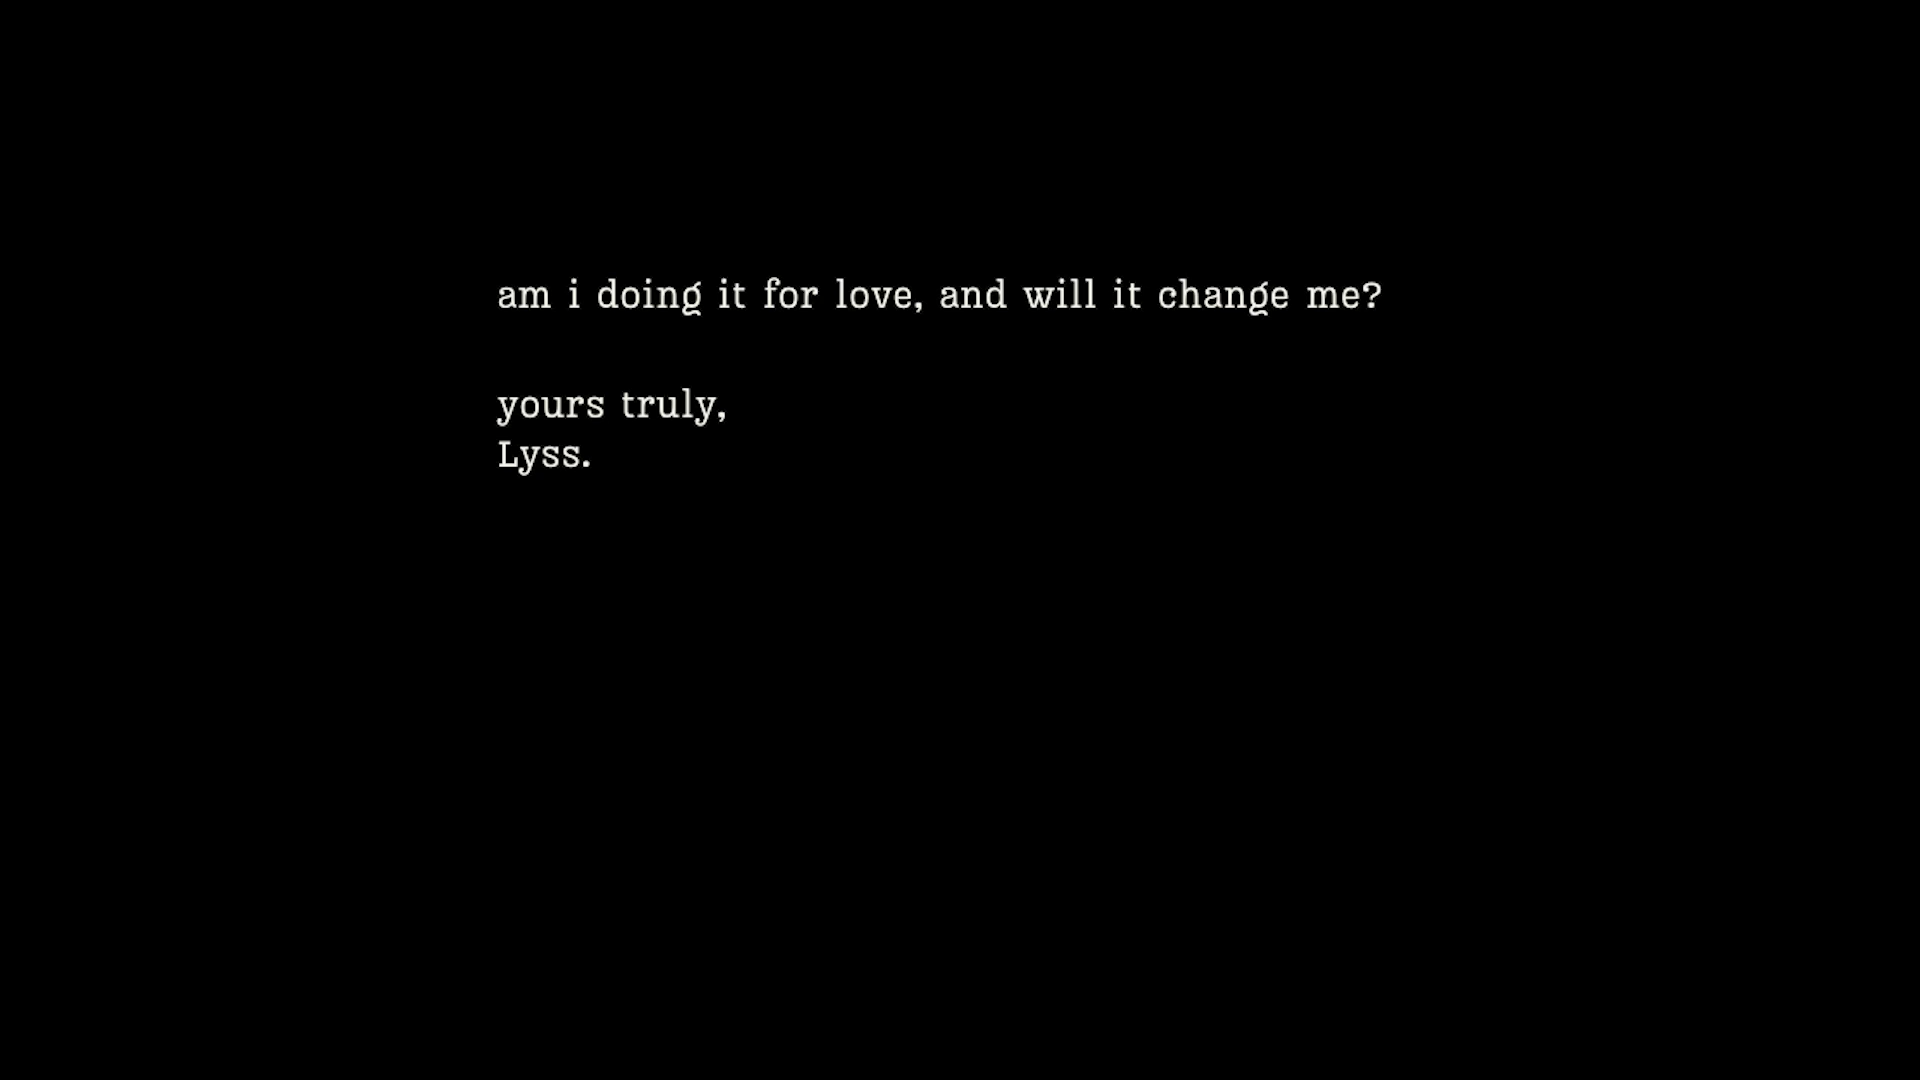 am i doing it for love, and will it change me?
yours truly,
Lyss.